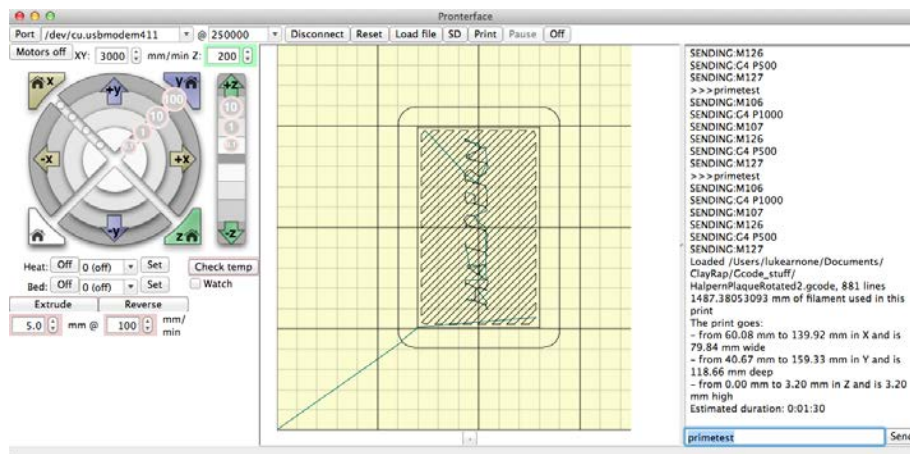 Pronterface
Port /dev/cu.usbmodem411 @ 250000 Disconnect Reset Load file SD Print Pause Off
Motors off XY: 3000 mm/min Z: 200
x y
+y
100
10
1
-x +x
-y
z
+z
10
1
-z
Heat: Off 0 (off) Set Check temp
Bed: Off 0 (off) Set Watch
Extrude Reverse
5.0 mm @ 100 mm/
min
HALPERN
SENDING:M126
SENDING:G4 P500
SENDING:M127
>>>primetest
SENDING:M106
SENDING:G4 P1000
SENDING:M107
SENDING:M126
SENDING:G4 P500
SENDING:M127
>>>primetest
SENDING:M106
SENDING:G4 P1000
SENDING:M107
SENDING:M126
SENDING:G4 P500
SENDING:M127
Loaded /Users/lukearnone/Documents/
ClayRap/Gcode_stuff/
HalpernPlaqueRotated2.gcode, 881 lines
1487.38053093 mm of filament used in this
print
The print goes:
- from 60.08 mm to 139.92 mm in X and is
79.84 mm wide
- from 40.67 mm to 159.33 mm in Y and is
118.66 mm deep
- from 0.00 mm to 3.20 mm in Z and is 3.20
mm high
Estimated duration: 0:01:30
primetest